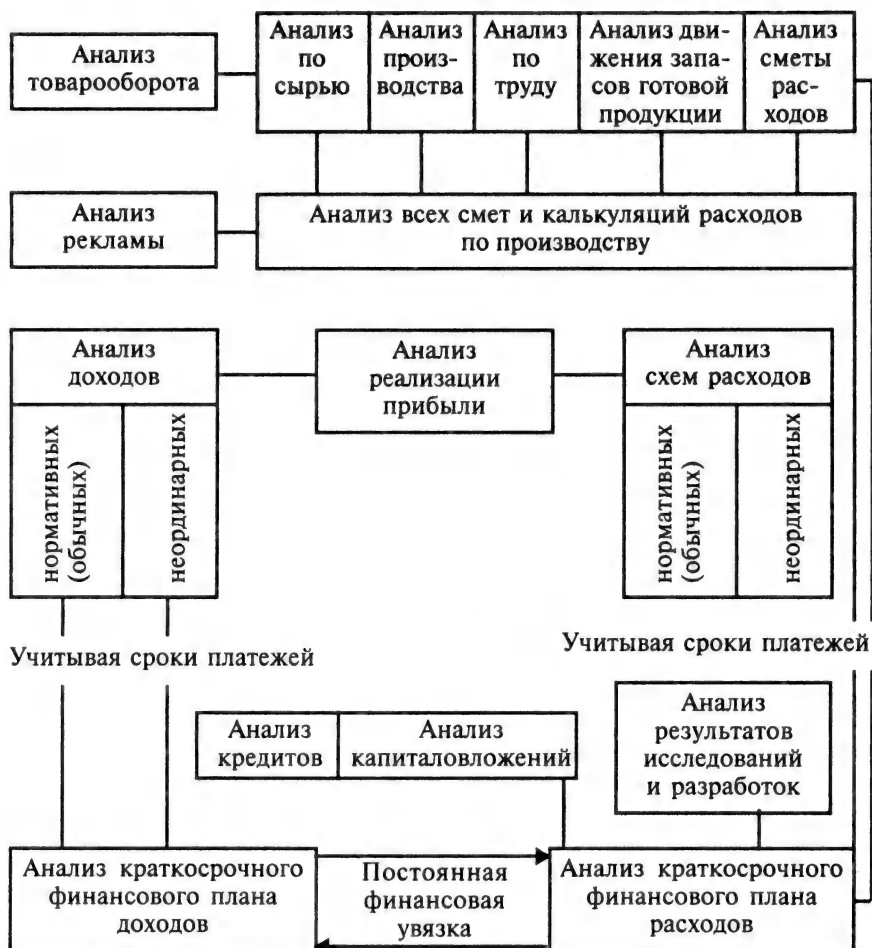 Анализ
товарооборота
Анализ
по
сырью
Анализ
произ-
водства
Анализ
по
труду
Анализ дви-
жения запа-
сов готовой
продукции
Анализ
сметы
рас-
ходов
Анализ
рекламы
Анализ всех смет и калькуляций расходов
по производству
Анализ
доходов
нормативных
(обычных)
неординарных
Анализ
реализации
прибыли
Анализ
схем расходов
нормативных
(обычных)
неординарных
Учитывая сроки платежей
Учитывая сроки платежей
Анализ
кредитов
Анализ
капиталовложений
Анализ
результатов
исследований
и разработок
Анализ краткосрочного
финансового плана
доходов
Постоянная
финансовая
увязка
Анализ краткосрочного
финансового плана
расходов